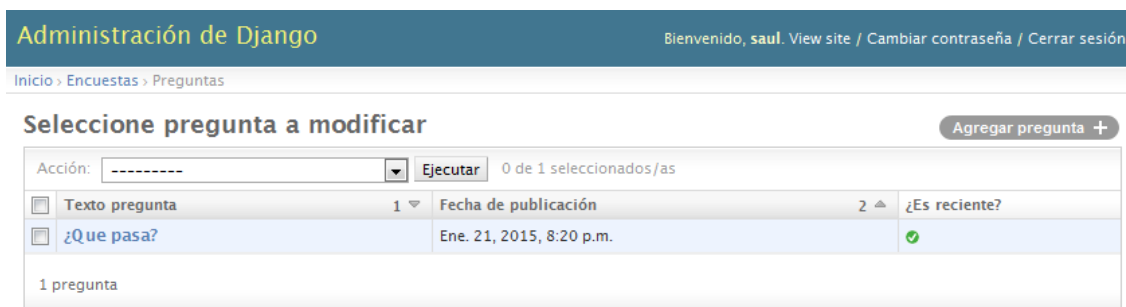 Administración de Django
Bienvenido, saul. View site / Cambiar contraseña / Cerrar sesión
Inicio › Encuestas › Preguntas
Seleccione pregunta a modificar
Agregar pregunta +
Acción: --------- Ejecutar 0 de 1 seleccionados/as
Texto pregunta 1 Fecha de publicación 2 ¿Es reciente?
¿Que pasa? Ene. 21, 2015, 8:20 p.m.
1 pregunta